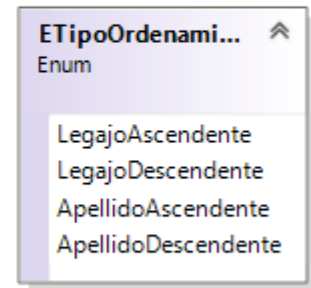 ETipoOrdenami...
Enum
LegajoAscendente
LegajoDescendente
ApellidoAscendente
ApellidoDescendente